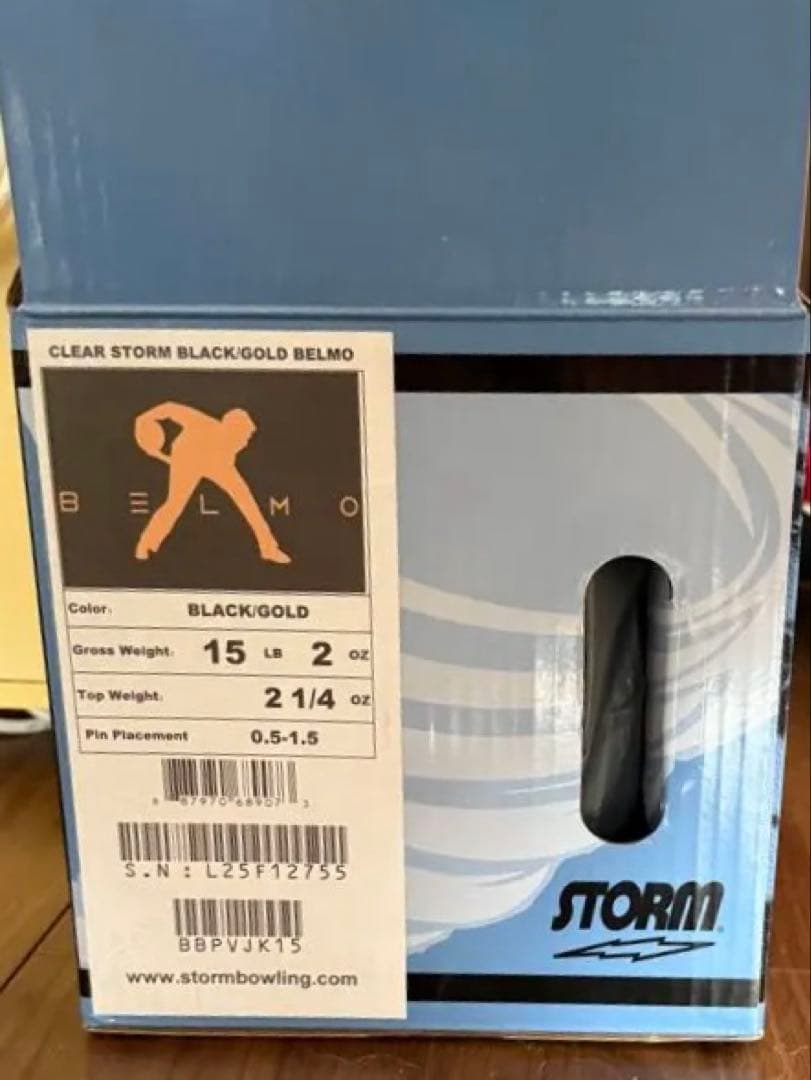 CLEAR STORM BLACK/GOLD BELMO
BELMO
Color: BLACK/GOLD
Gross Weight: 15 LB 2 OZ
Top Weight: 2 1/4 OZ
Pin Placement 0.5-1.5
S.N : L25F12755
BBPVJK15
www.stormbowling.com
STORM